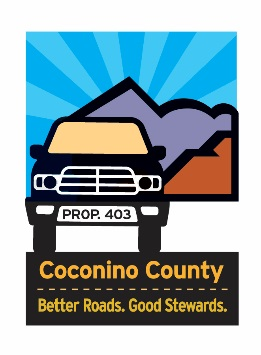 PROP. 403
Coconino County
Better Roads. Good Stewards.